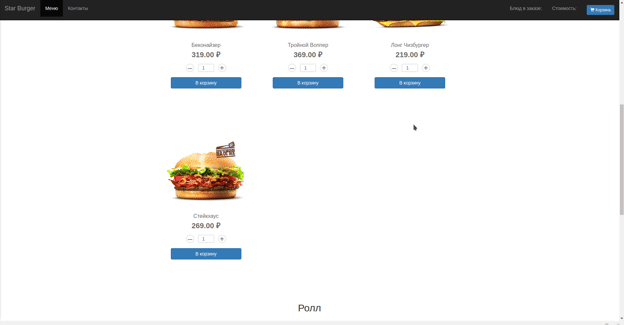 Star Burger Меню Контакты Блюд в заказе: Стоимость: Корзина
Биконайзер Тройной Воппер Лонг Чизбургер
319.00 ₽ 369.00 ₽ 219.00 ₽
— 1 + — 1 + — 1 +
В корзину В корзину В корзину
Стейкхаус
269.00 ₽
— 1 +
В корзину
Ролл